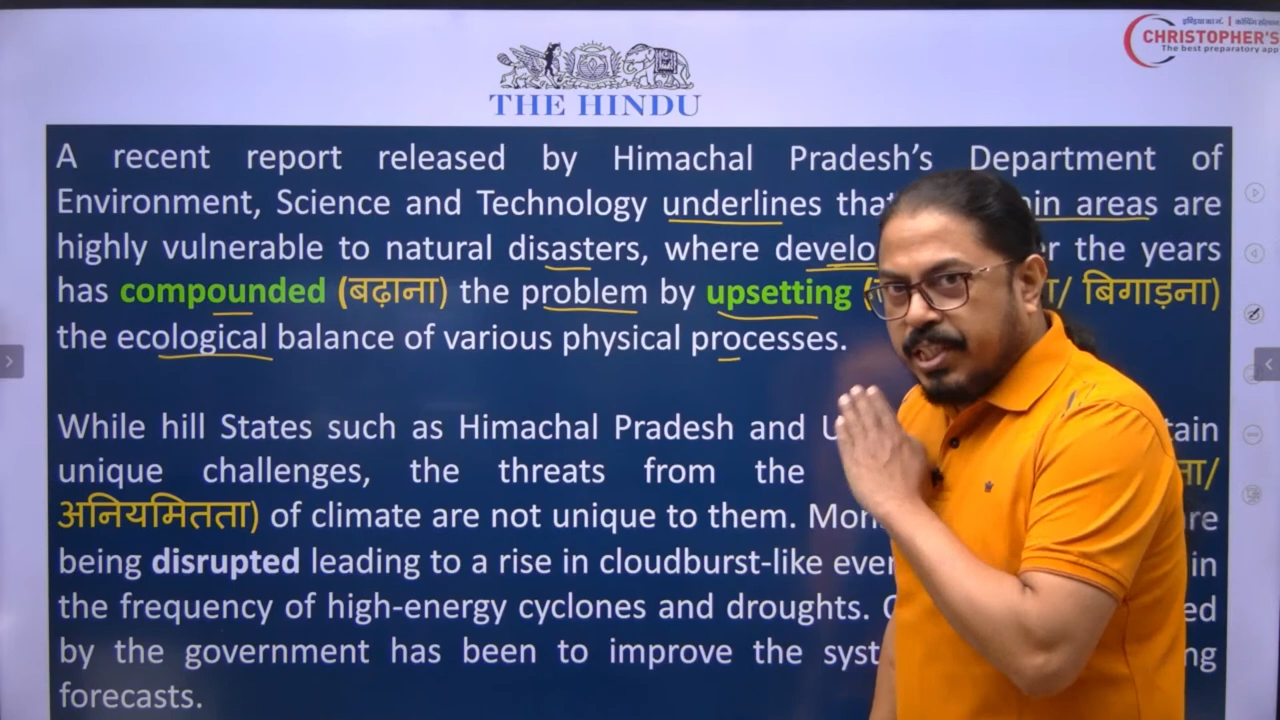 CHRISTOPHER'S
The best preparatory app
THE HINDU
A recent report released by Himachal Pradesh's Department of
Environment, Science and Technology underlines areas are
highly vulnerable to natural disasters, where the years
has compounded (बढ़ाना) the problem by upsetting बिगाड़ना)
the ecological balance of various physical processes.
While hill States such as Himachal Pradesh and
unique challenges, the threats from the
अनियमितता) of climate are not unique to them.
being disrupted leading to a rise in cloudburst-like in
the frequency of high-energy cyclones and droughts.
by the government has been to improve the
forecasts.